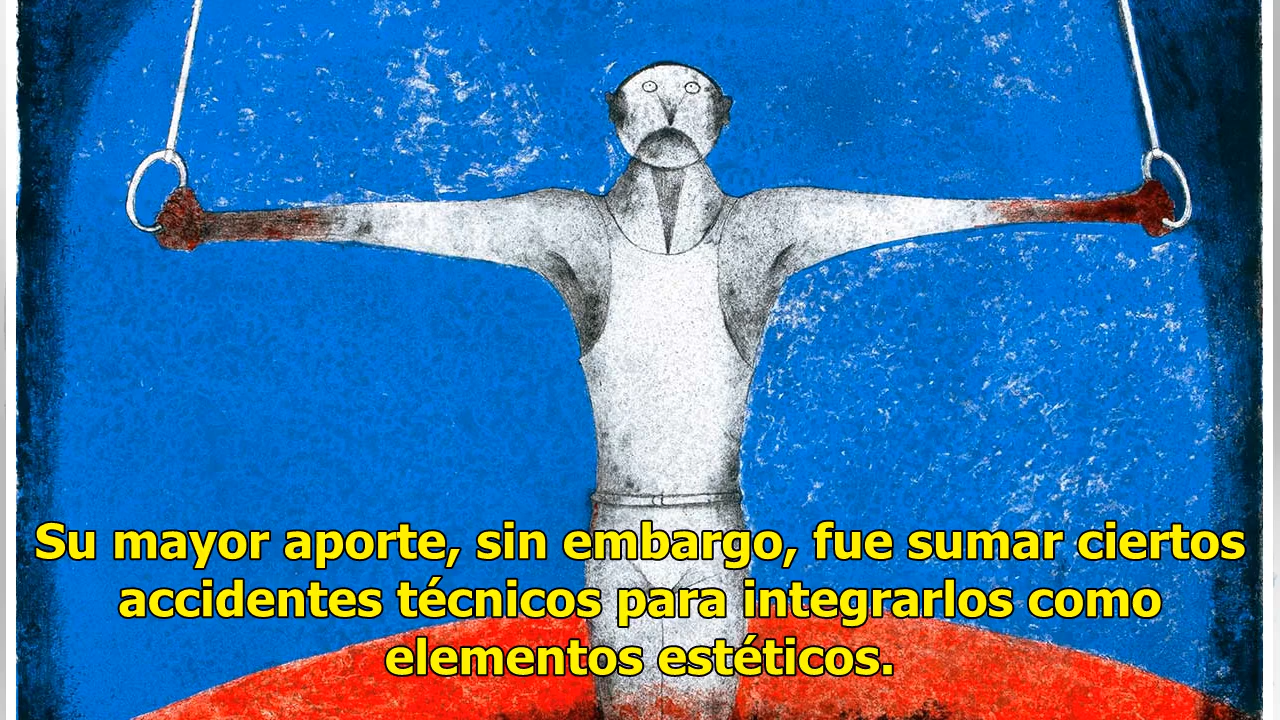 Su mayor aporte, sin embargo, fue sumar ciertos
accidentes técnicos para integrarlos como
elementos estéticos.